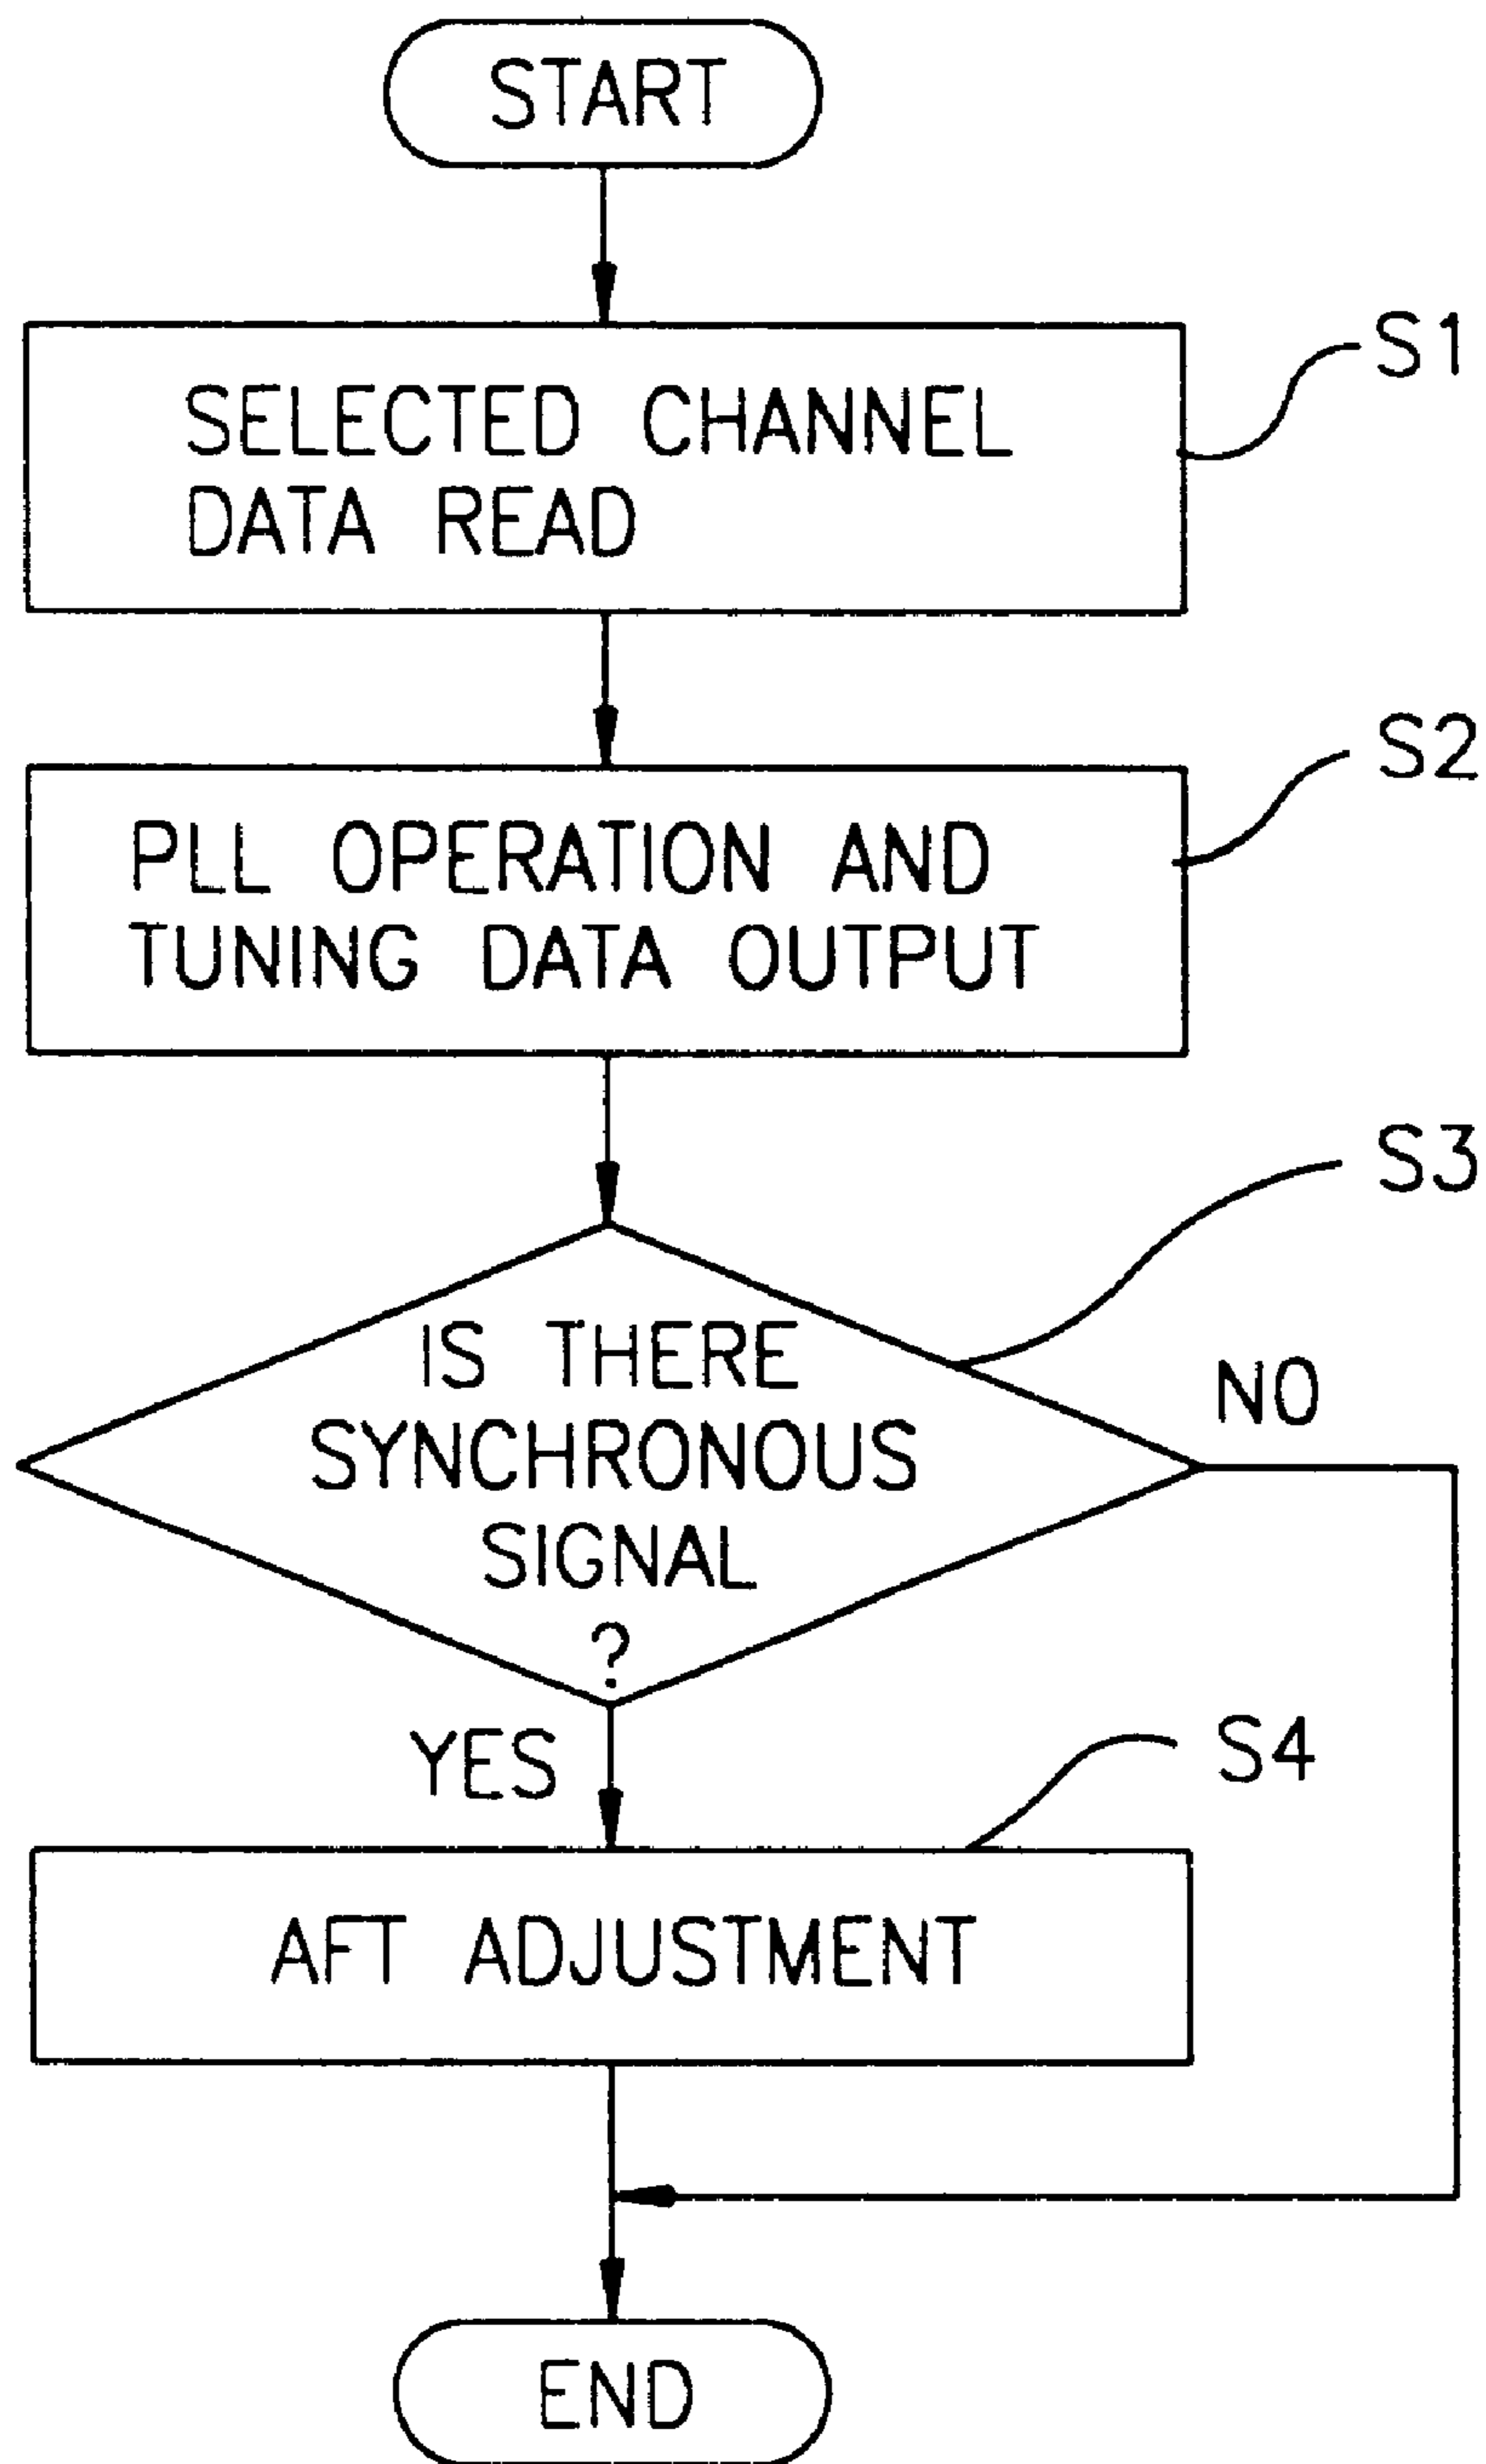 START
S1
SELECTED CHANNEL
DATA READ
S2
PLL OPERATION AND
TUNING DATA OUTPUT
S3
IS THERE
SYNCHRONOUS
SIGNAL
?
NO
YES
S4
AFT ADJUSTMENT
END